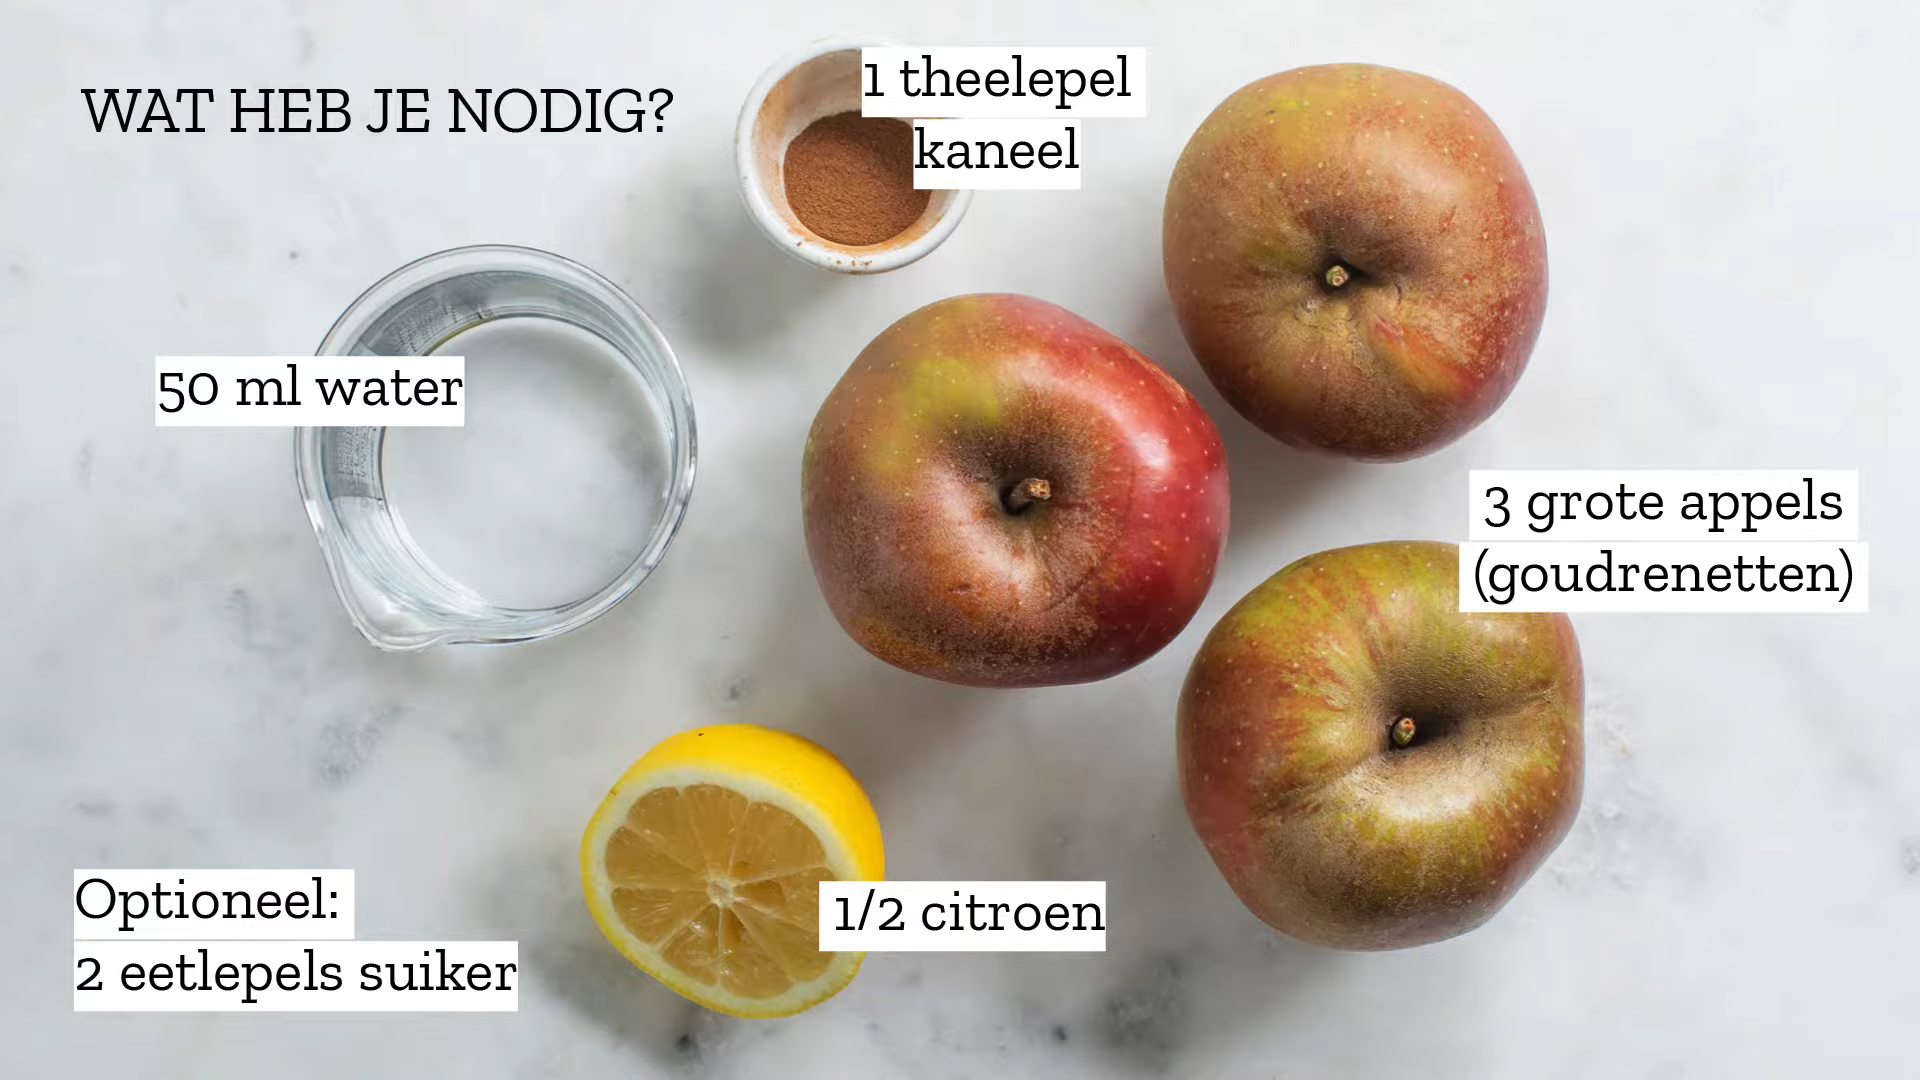 WAT HEB JE NODIG?
1 theelepel
kaneel
50 ml water
3 grote appels
(goudrenetten)
1/2 citroen
Optioneel:
2 eetlepels suiker